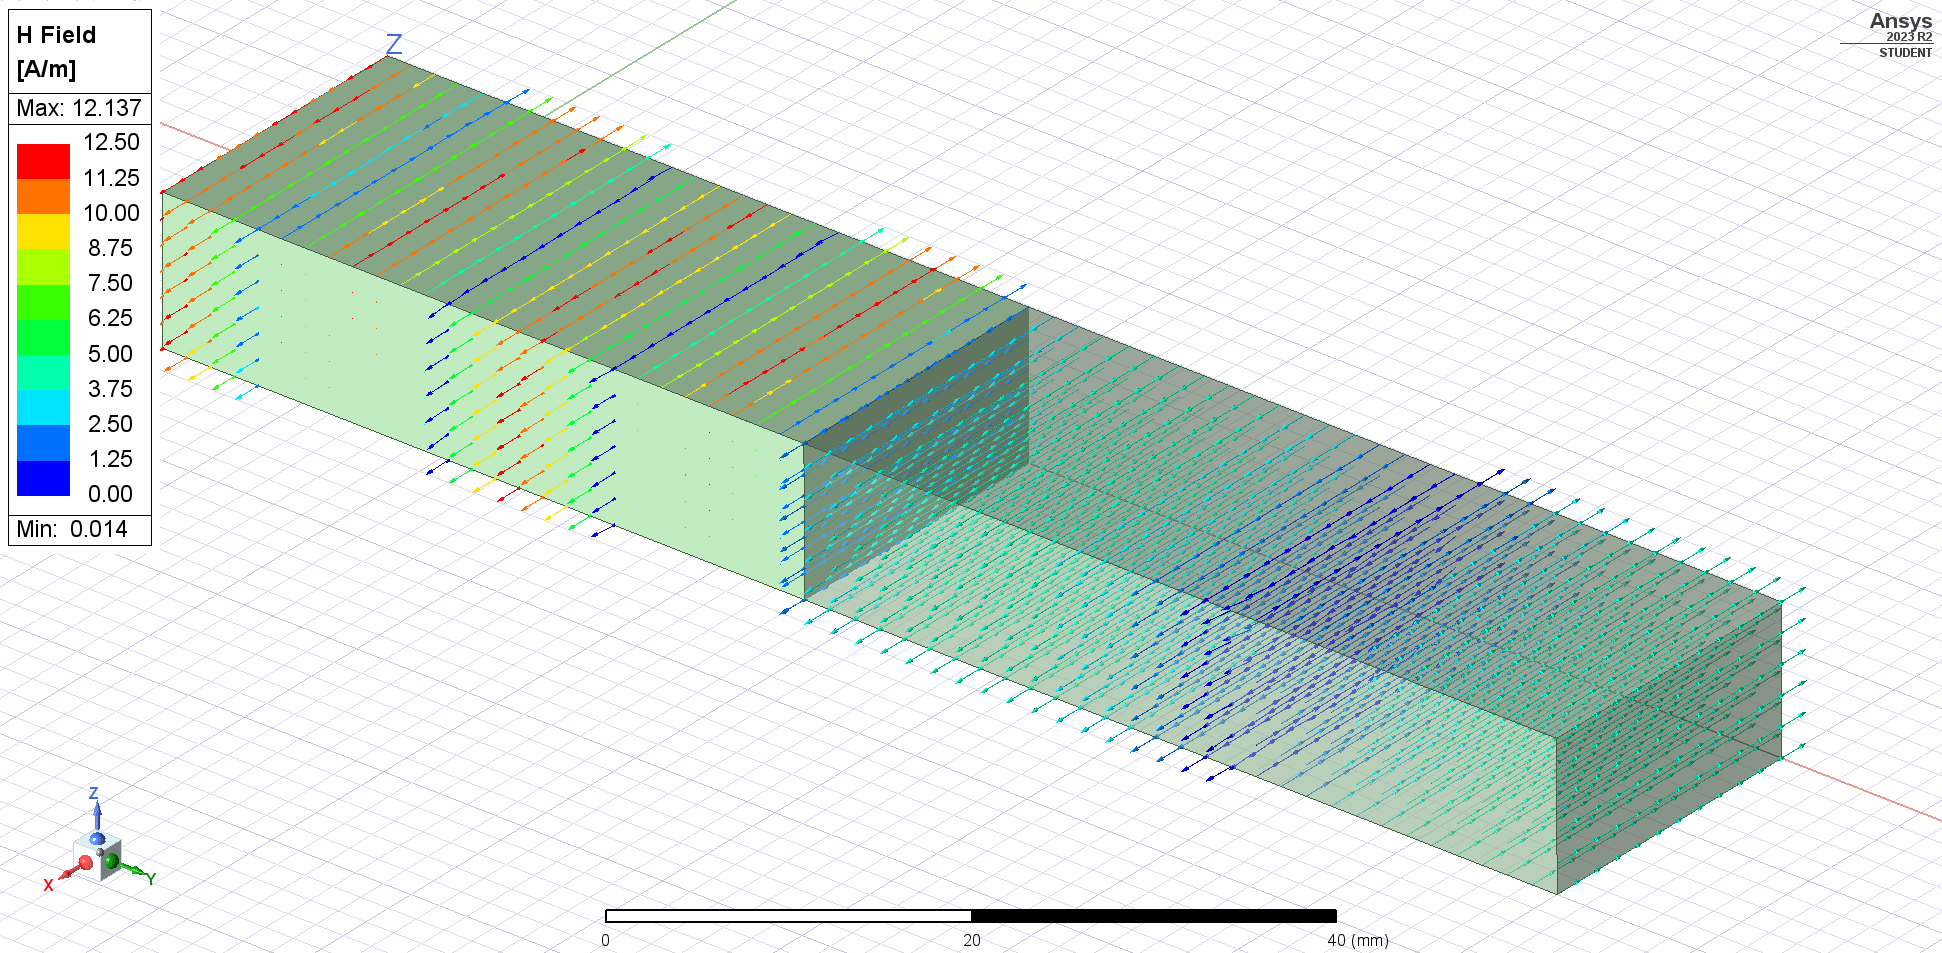 H Field
[A/m]
Max: 12.137
12.50
11.25
10.00
8.75
7.50
6.25
5.00
3.75
2.50
1.25
0.00
Min: 0.014
Z
Ansys
2023 R2
STUDENT
Z
X
Y
0
20
40 (mm)